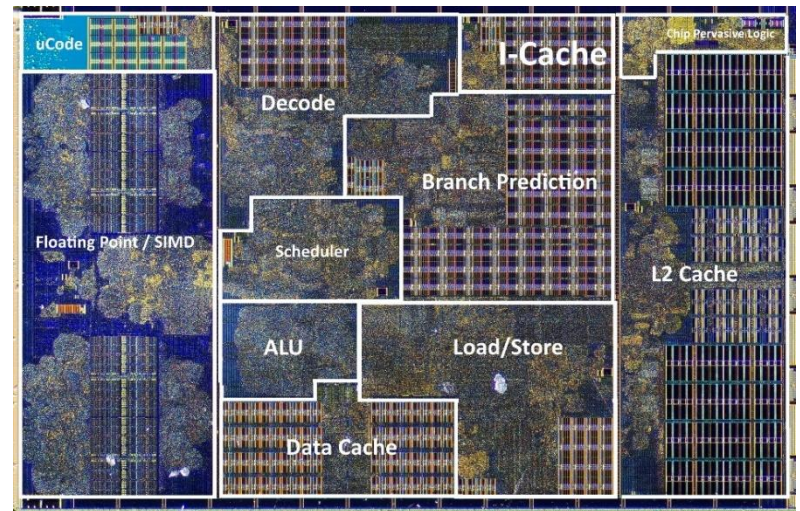 uCode
I-Cache
Chip Pervasive Logic
Decode
Branch Prediction
Floating Point / SIMD
Scheduler
L2 Cache
ALU
Load/Store
Data Cache